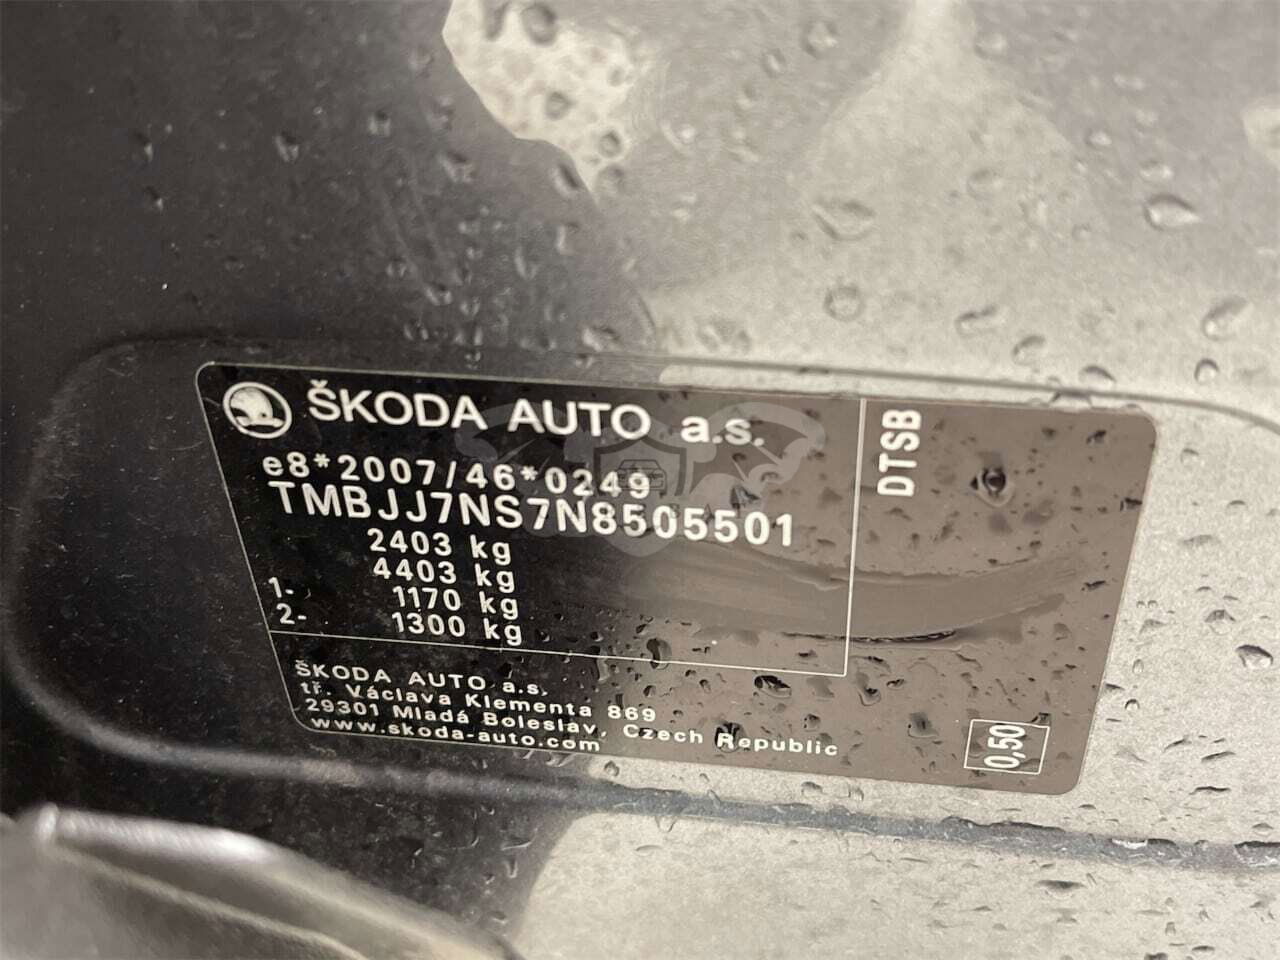 ŠKODA AUTO a.s.
e8*2007/46*0249
TMBJJ7NS7N8505501
2403 kg
4403 kg
1- 1170 kg
2- 1300 kg
DTSB
ŠKODA AUTO a.s.
tř. Václava Klementa 869
29301 Mladá Boleslav, Czech Republic
www.skoda-auto.com
0,50